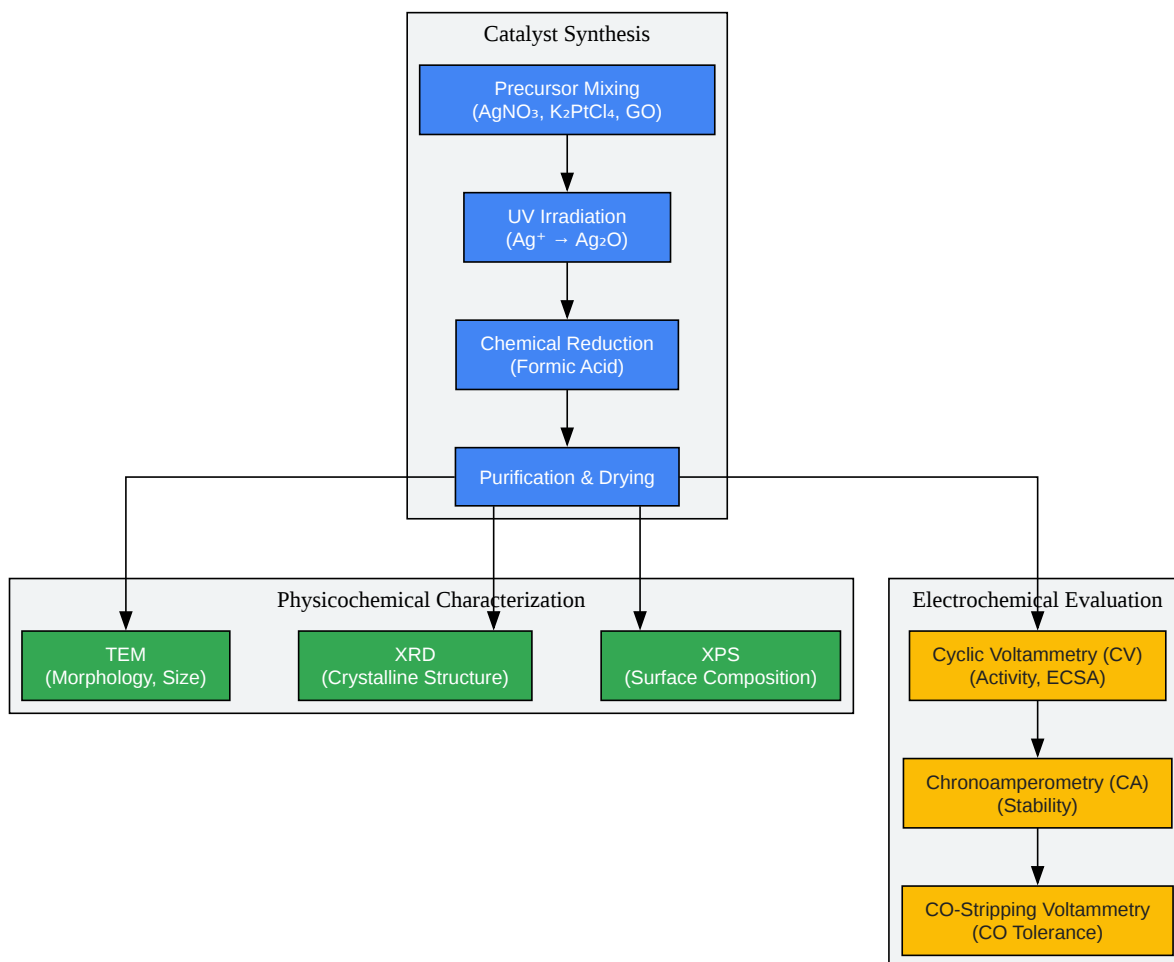 Catalyst Synthesis
Precursor Mixing
(AgNO₃, K₂PtCl₄, GO)
UV Irradiation
(Ag⁺ → Ag₂O)
Chemical Reduction
(Formic Acid)
Purification & Drying
Physicochemical Characterization
TEM
(Morphology, Size)
XRD
(Crystalline Structure)
XPS
(Surface Composition)
Electrochemical Evaluation
Cyclic Voltammetry (CV)
(Activity, ECSA)
Chronoamperometry (CA)
(Stability)
CO-Stripping Voltammetry
(CO Tolerance)